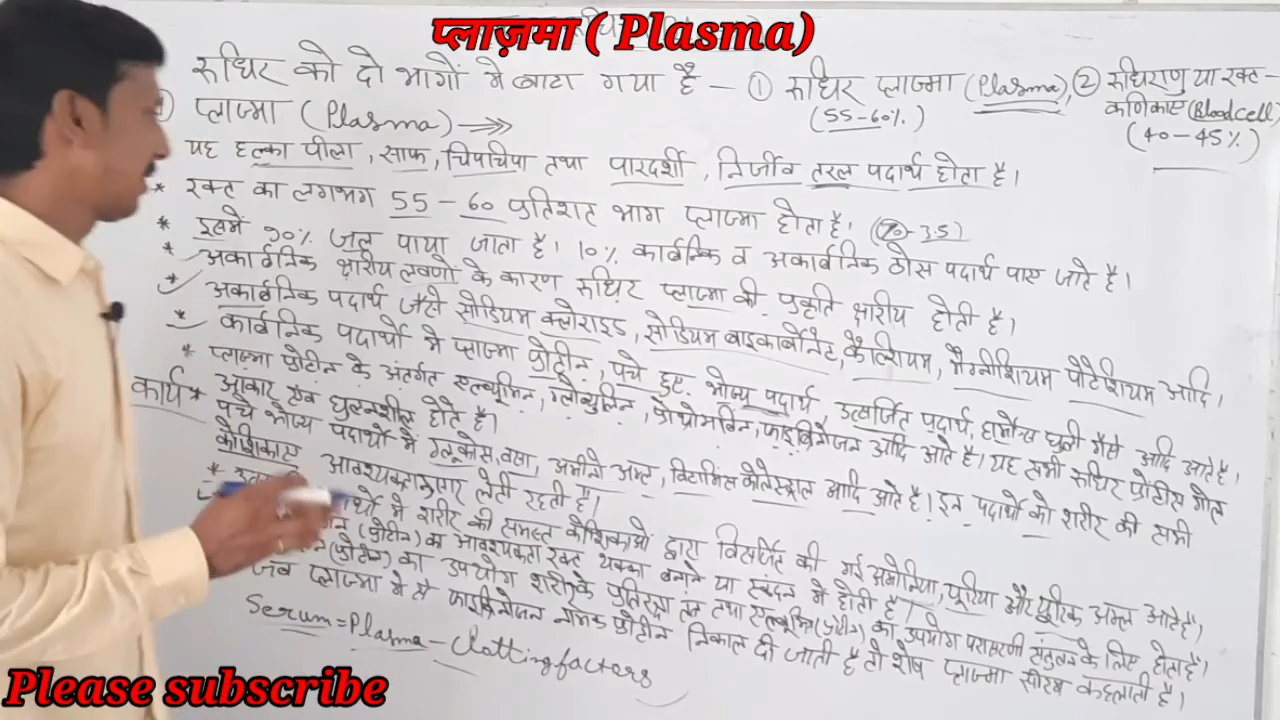 प्लाज़मा ( Plasma)
रूधिर को दो भागों में बाटा गया है – ① रूधिर प्लाज्मा (Plasma), ② रूधिराणु या रक्त –
(55-60%)
कणिकाएं (Blood cell)
(40-45%)
प्लाज्मा (Plasma) →
यह हल्का पीला, साफ, चिपचिपा तथा पारदर्शी, निर्जीव तरल पदार्थ होता है।
* रक्त का लगभग 55-60 प्रतिशत भाग प्लाज्मा होता है। (7.35)
* इसमें 90% जल पाया जाता है। 10% कार्बनिक व अकार्बनिक ठोस पदार्थ पाए जाते है।
* अकार्बनिक क्षारीय लवणों के कारण रूधिर प्लाज्मा की प्रकृति क्षारीय होती है।
* अकार्बनिक पदार्थ जैसे सोडियम क्लोराइड, सोडियम बाइकार्बोनेट, कैल्शियम, मैग्नीशियम पोटैशियम आदि।
* कार्बनिक पदार्थो मे प्लाज्मा प्रोटीन, पचे हुए भोज्य पदार्थ, उत्सर्जित पदार्थ, हार्मोन्स घुली गैसे आदि आते है।
* प्लाज्मा प्रोटीन के अंतर्गत एल्ब्यूमिन, ग्लोब्युलिन, प्रोथ्रोमबिन, फाइब्रिनोजन आदि आते है। यह सभी रूधिर प्रोटीन गोल
आकार एवं घुलनशील होते है।
कार्य * पचे भोज्य पदार्थो में ग्लूकोस, वसा, अमीनो अम्ल, विटामिंस कोलेस्ट्राल आदि आते है। इन पदार्थो को शरीर की सभी
कोशिकाएं आवश्यकतानुसार लेती रहती है।
* में शरीर की समस्त कोशिकाओं द्वारा विसर्जित की गई अमोनिया, यूरिया और यूरिक अम्ल आते है।
(प्रोटीन) की आवश्यकता रक्त थक्का बनाने या स्कंदन में होती है।
(प्रोटीन) का उपयोग शरीर के प्रतिरक्षा तंत्र तथा एल्ब्यूमिन (प्रोटीन) का उपयोग परासरणी संतुलन के लिए होता है।
जब प्लाज्मा मे से फाइब्रिनोजन नामक प्रोटीन निकाल दी जाती है तो शेष प्लाज्मा सीरम कहलाती है।
Serum = Plasma – Clotting factors
Please subscribe